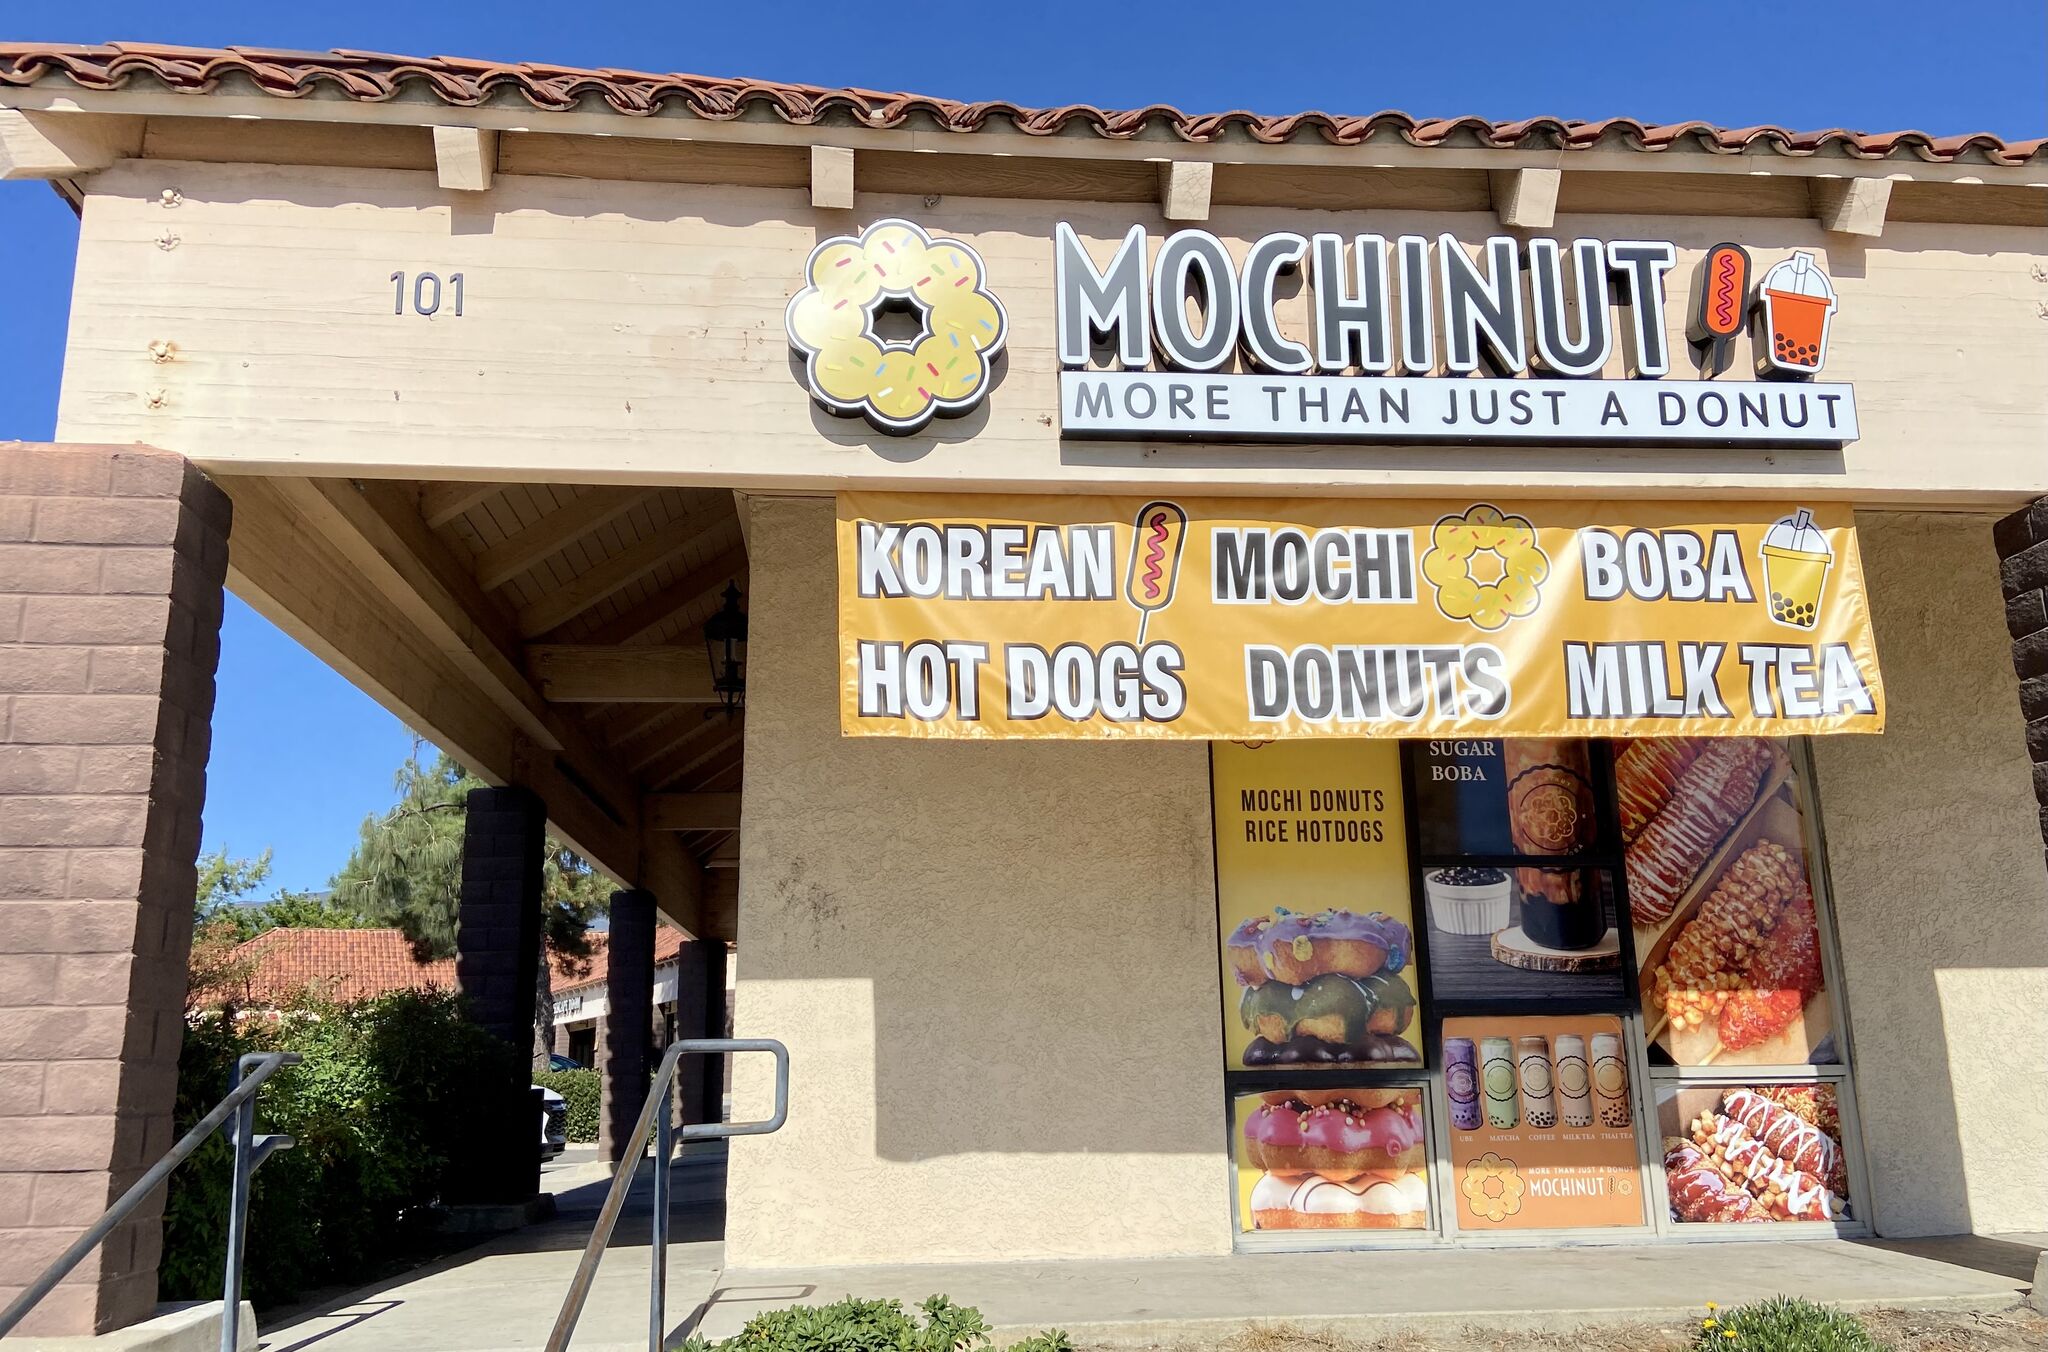 101
MOCHINUT
MORE THAN JUST A DONUT
KOREAN MOCHI BOBA
HOT DOGS DONUTS MILK TEA
MOCHI DONUTS
RICE HOTDOGS
SUGAR
BOBA
UBE MATCHA COFFEE MILK TEA THAI TEA
MORE THAN JUST A DONUT
MOCHINUT